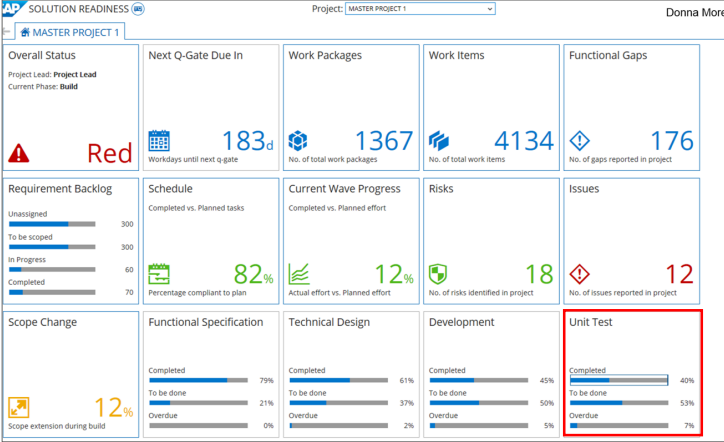 SAP SOLUTION READINESS
Project: MASTER PROJECT 1
Donna More
MASTER PROJECT 1
Overall Status
Project Lead: Project Lead
Current Phase: Build
Red
Next Q-Gate Due In
183d
Workdays until next q-gate
Work Packages
1367
No. of total work packages
Work Items
4134
No. of total work items
Functional Gaps
176
No. of gaps reported in project
Requirement Backlog
Unassigned
300
To be scoped
300
In Progress
60
Completed
70
Schedule
Completed vs. Planned tasks
82%
Percentage compliant to plan
Current Wave Progress
Completed vs. Planned effort
12%
Actual effort vs. Planned effort
Risks
18
No. of risks identified in project
Issues
12
No. of issues reported in project
Scope Change
12%
Scope extension during build
Functional Specification
Completed
79%
To be done
21%
Overdue
0%
Technical Design
Completed
61%
To be done
37%
Overdue
2%
Development
Completed
45%
To be done
50%
Overdue
5%
Unit Test
Completed
40%
To be done
53%
Overdue
7%